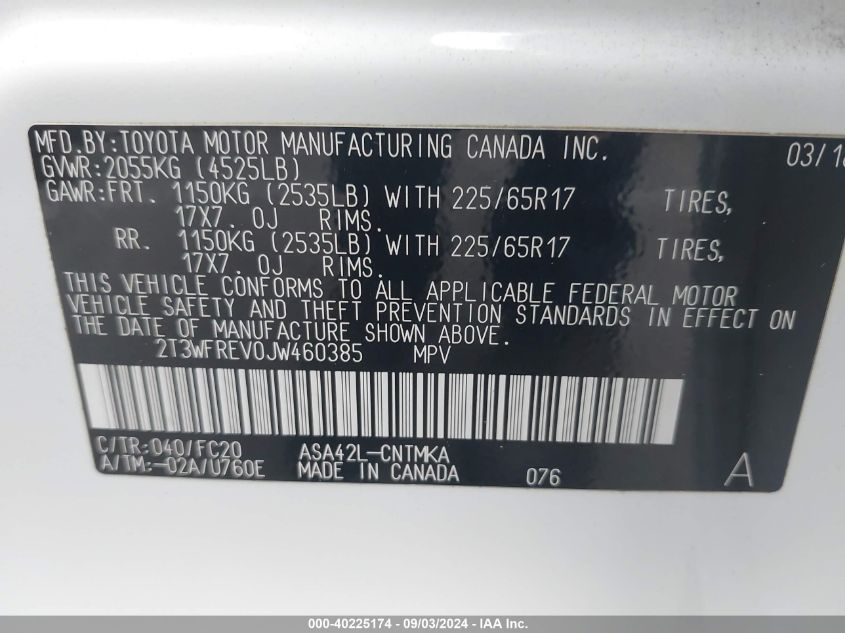 MFD.BY:TOYOTA MOTOR MANUFACTURING CANADA INC. 03/18
GVWR:2055KG (4525LB)
GAWR:FRT. 1150KG (2535LB) WITH 225/65R17 TIRES,
17X7.0J RIMS.
RR. 1150KG (2535LB) WITH 225/65R17 TIRES,
17X7.0J RIMS.
THIS VEHICLE CONFORMS TO ALL APPLICABLE FEDERAL MOTOR
VEHICLE SAFETY AND THEFT PREVENTION STANDARDS IN EFFECT ON
THE DATE OF MANUFACTURE SHOWN ABOVE.
2T3WFREV0JW460385 MPV
C/TR:040/FC20 ASA42L-CNTMKA
A/TM:-02A/U760E MADE IN CANADA 076 A
000-40225174 - 09/03/2024 - IAA Inc.